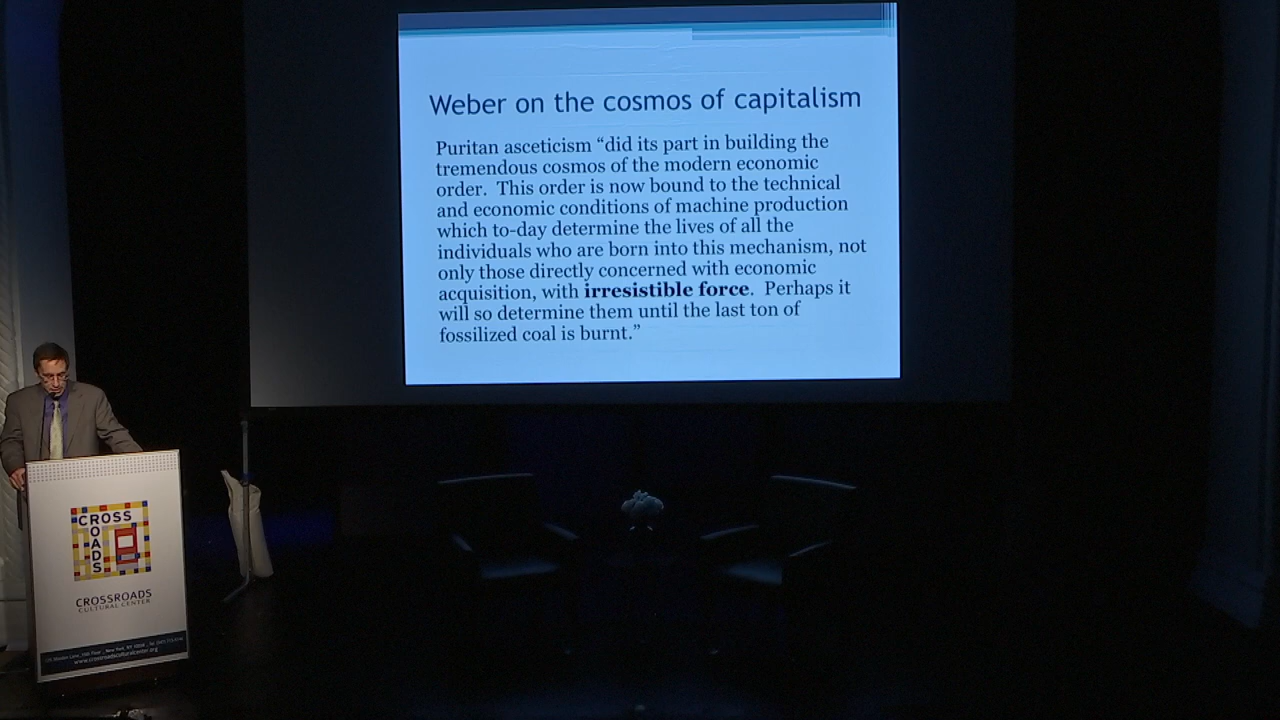 Weber on the cosmos of capitalism
Puritan asceticism “did its part in building the
tremendous cosmos of the modern economic
order.  This order is now bound to the technical
and economic conditions of machine production
which to-day determine the lives of all the
individuals who are born into this mechanism, not
only those directly concerned with economic
acquisition, with irresistible force.  Perhaps it
will so determine them until the last ton of
fossilized coal is burnt.”
CROSS
ROADS
CROSSROADS
CULTURAL CENTER
www.crossroadsculturalcenter.org